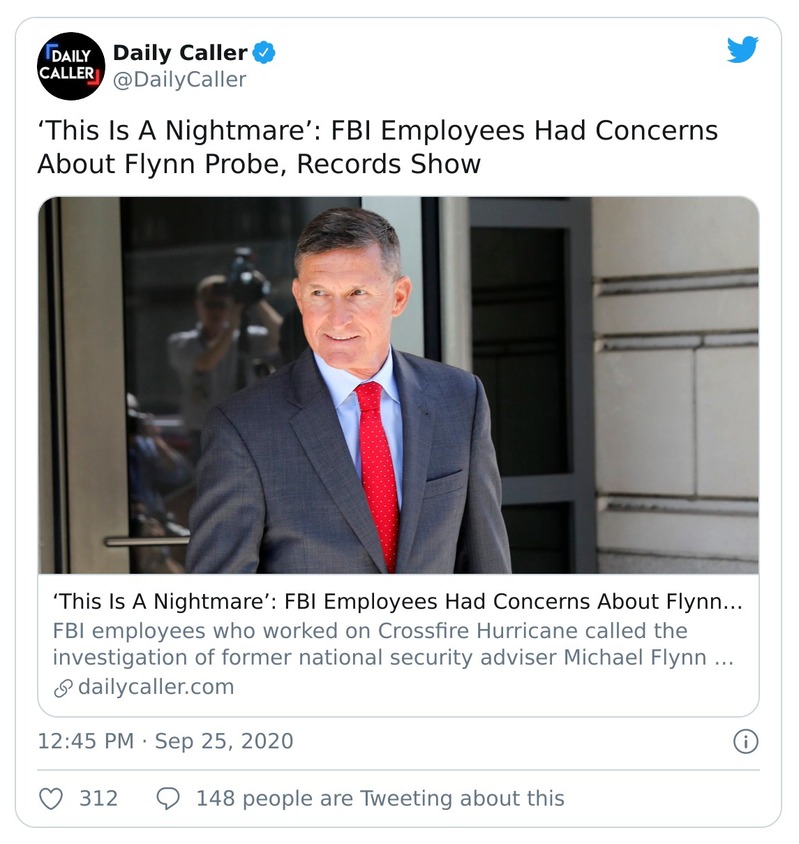 DAILY
CALLER
Daily Caller
@DailyCaller
‘This Is A Nightmare’: FBI Employees Had Concerns
About Flynn Probe, Records Show
‘This Is A Nightmare’: FBI Employees Had Concerns About Flynn...
FBI employees who worked on Crossfire Hurricane called the
investigation of former national security adviser Michael Flynn ...
dailycaller.com
12:45 PM · Sep 25, 2020
312
148 people are Tweeting about this